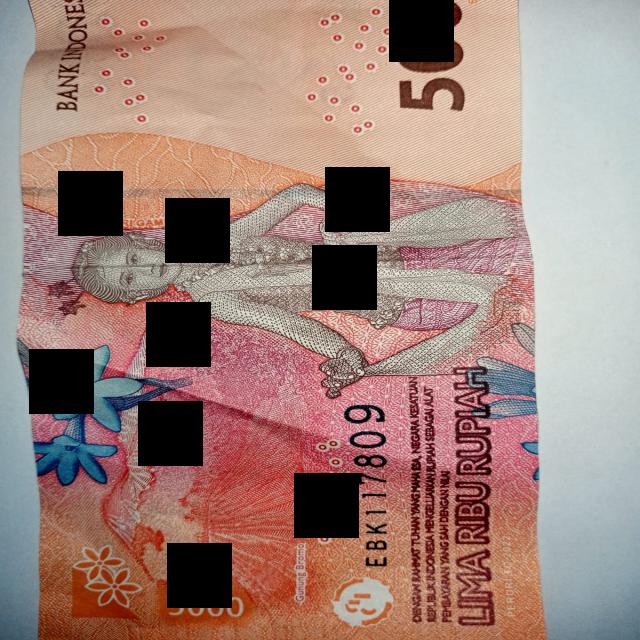 BANK INDONES
50
EBK117809
DENGAN RAHMAT TUHAN YANG MAHA ESA, NEGARA KESATUAN
REPUBLIK INDONESIA MENGELUARKAN RUPIAH SEBAGAI ALAT
PEMBAYARAN YANG SAH DENGAN NILAI
LIMA RIBU RUPIAH
Gunung Bromo
5000